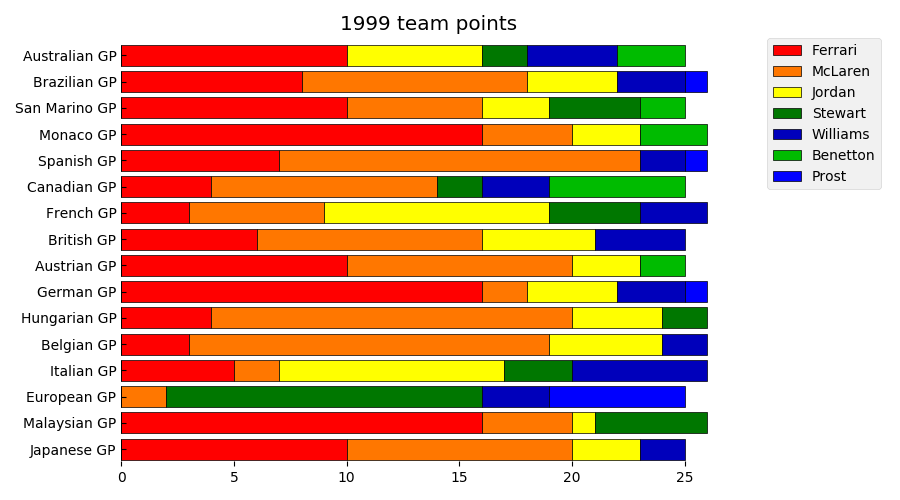 1999 team points
Australian GP
Brazilian GP
San Marino GP
Monaco GP
Spanish GP
Canadian GP
French GP
British GP
Austrian GP
German GP
Hungarian GP
Belgian GP
Italian GP
European GP
Malaysian GP
Japanese GP
0 5 10 15 20 25
Ferrari
McLaren
Jordan
Stewart
Williams
Benetton
Prost